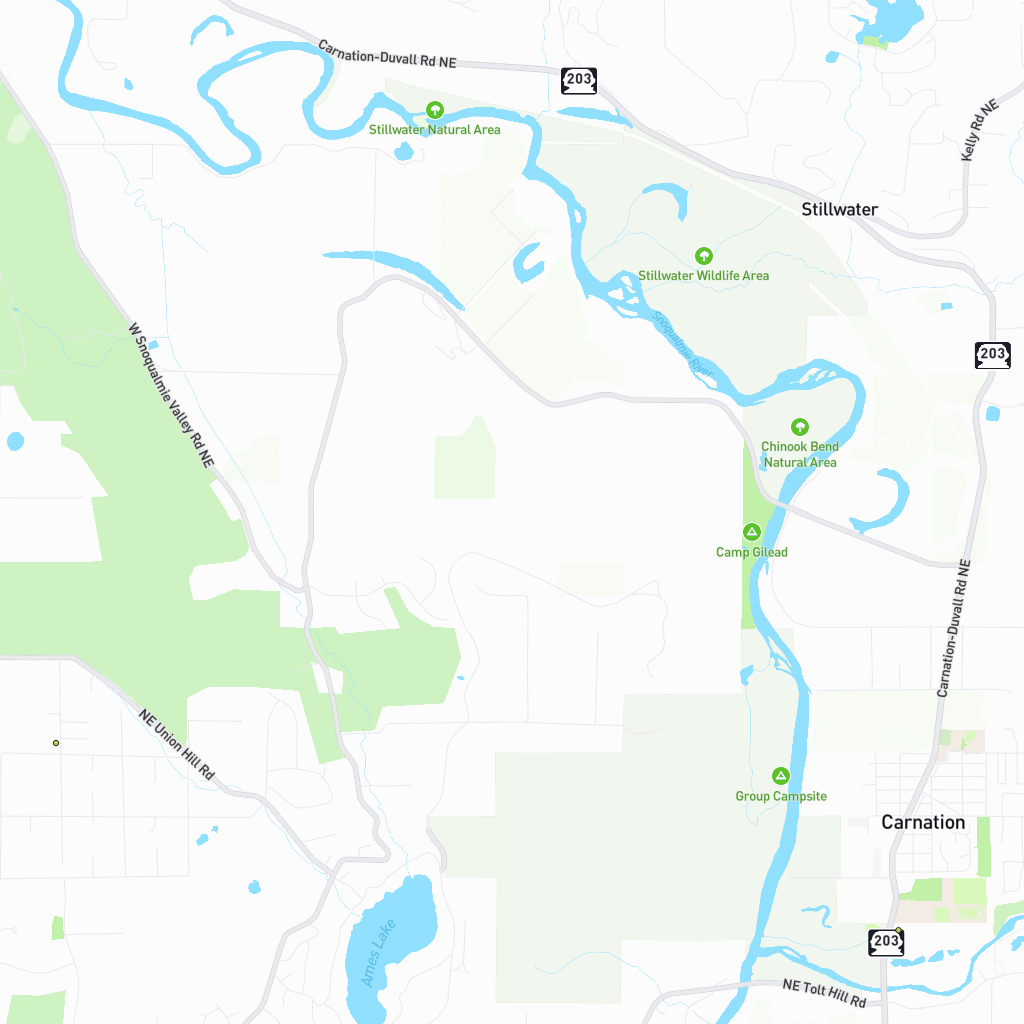 Carnation-Duvall Rd NE
203
Stillwater Natural Area
Kelly Rd NE
Stillwater
Stillwater Wildlife Area
Snoqualmie River
203
W Snoqualmie Valley Rd NE
Chinook Bend
Natural Area
Camp Gilead
Carnation-Duvall Rd NE
NE Union Hill Rd
Group Campsite
Carnation
Ames Lake
203
NE Tolt Hill Rd